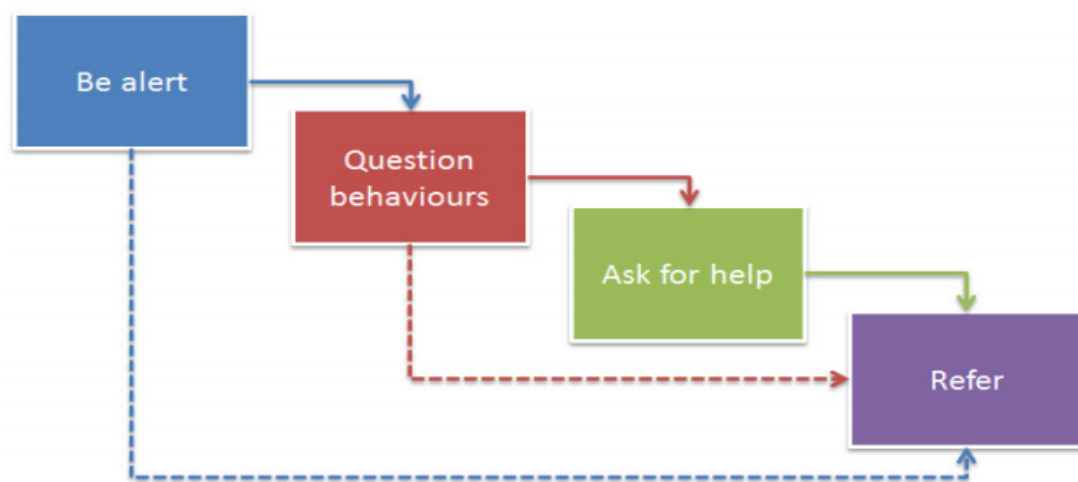 Be alert
Question
behaviours
Ask for help
Refer